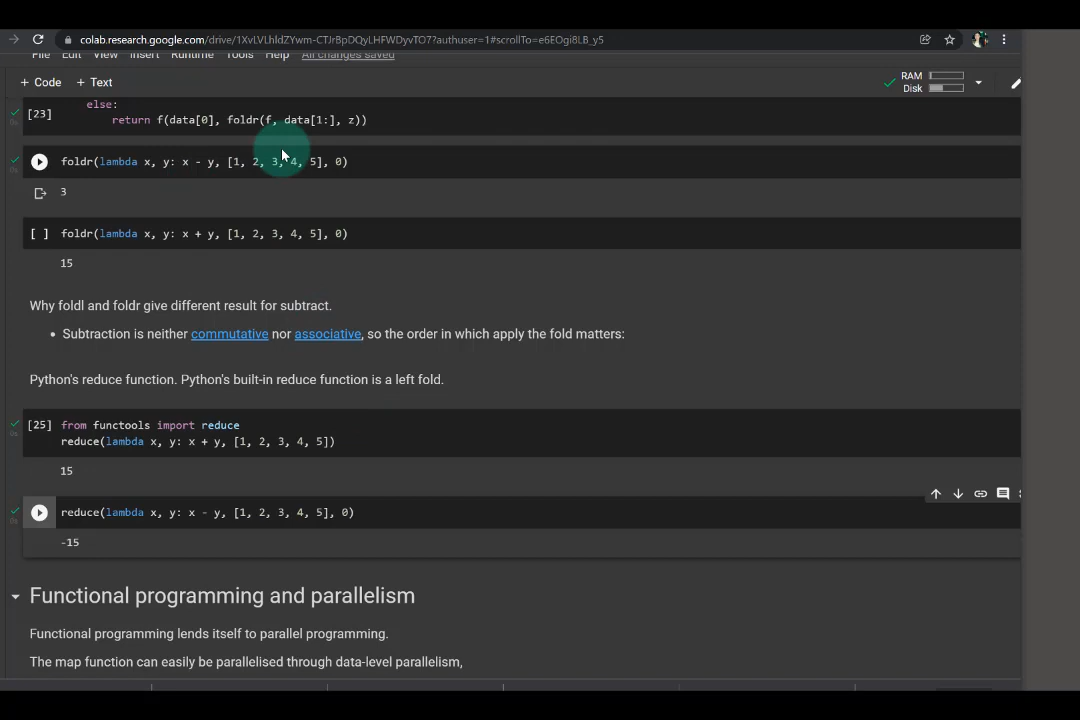 colab.research.google.com/drive/1XvLVLhldZYwm-CTJrBpDQyLHFWDyvTO7?authuser=1#scrollTo=e6EOgi8LB_y5
File Edit View Insert Runtime Tools Help All changes saved
+ Code + Text
RAM
Disk
else:
[23] return f(data[0], foldr(f, data[1:], z))
foldr(lambda x, y: x - y, [1, 2, 3, 4, 5], 0)
3
[ ] foldr(lambda x, y: x + y, [1, 2, 3, 4, 5], 0)
15
Why foldl and foldr give different result for subtract.
• Subtraction is neither commutative nor associative, so the order in which apply the fold matters:
Python's reduce function. Python's built-in reduce function is a left fold.
[25] from functools import reduce
reduce(lambda x, y: x + y, [1, 2, 3, 4, 5])
15
reduce(lambda x, y: x - y, [1, 2, 3, 4, 5], 0)
-15
Functional programming and parallelism
Functional programming lends itself to parallel programming.
The map function can easily be parallelised through data-level parallelism,